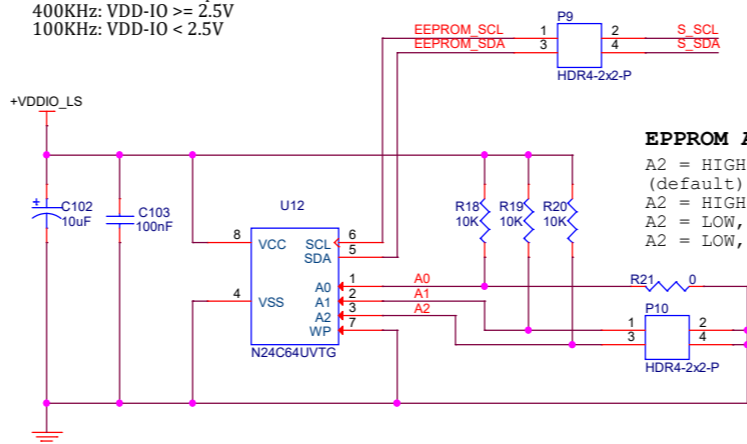 400KHz: VDD-IO >= 2.5V
100KHz: VDD-IO < 2.5V
P9
EEPROM_SCL 1 2 S_SCL
EEPROM_SDA 3 4 S_SDA
HDR4-2x2-P
+VDDIO_LS
EPPROM
A2 = HIGH
(default)
A2 = HIGH
A2 = LOW,
A2 = LOW,
+ C102
10uF
C103
100nF
U12
R18
10K
R19
10K
R20
10K
8 VCC SCL 6
SDA 5
4 VSS A0 1 A0
A1 2 A1
A2 3 A2
WP 7
N24C64UVTG
R21 0
P10
1 2
3 4
HDR4-2x2-P